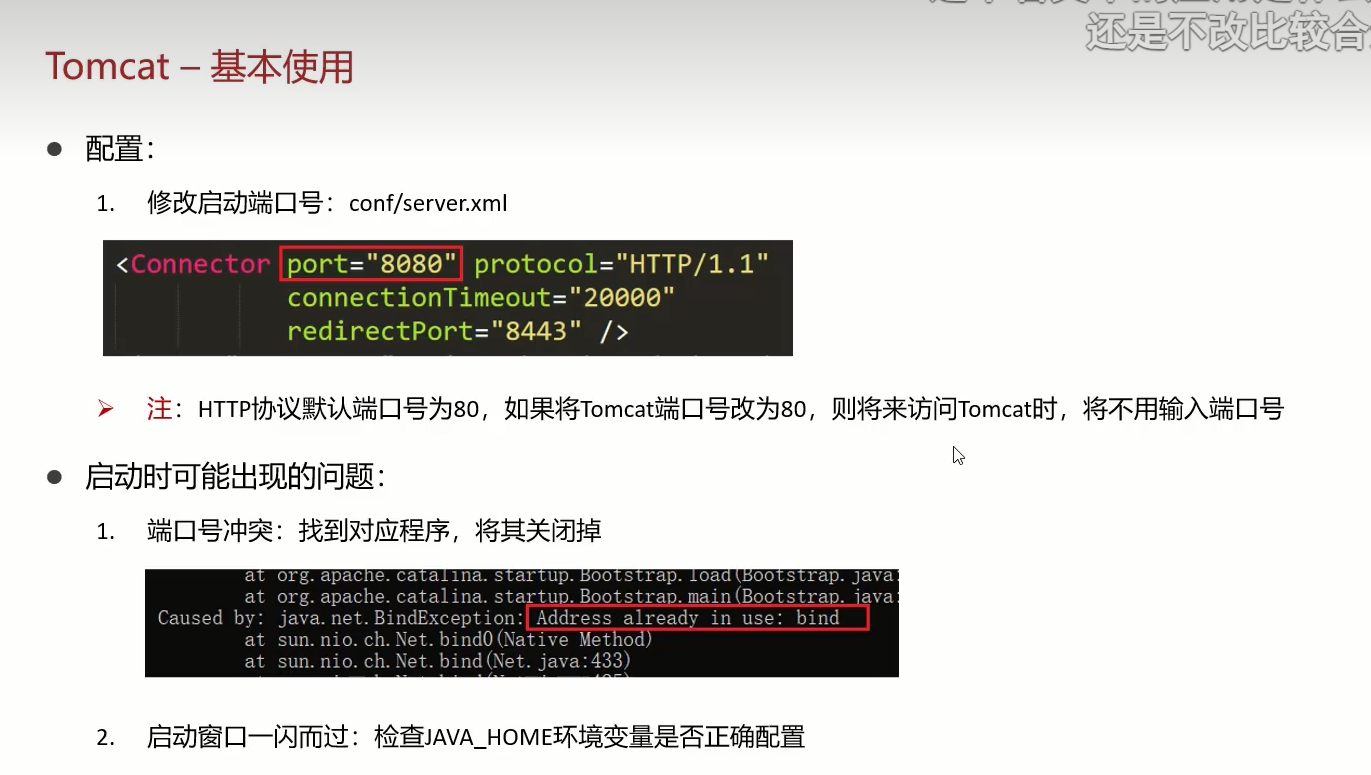 还是不改比较合
Tomcat – 基本使用
● 配置：
1. 修改启动端口号：conf/server.xml
<Connector port="8080" protocol="HTTP/1.1"
connectionTimeout="20000"
redirectPort="8443" />
➢ 注：HTTP协议默认端口号为80，如果将Tomcat端口号改为80，则将来访问Tomcat时，将不用输入端口号
● 启动时可能出现的问题：
1. 端口号冲突：找到对应程序，将其关闭掉
at org.apache.catalina.startup.Bootstrap.load(Bootstrap.java:
at org.apache.catalina.startup.Bootstrap.main(Bootstrap.java:
Caused by: java.net.BindException: Address already in use: bind
at sun.nio.ch.Net.bind0(Native Method)
at sun.nio.ch.Net.bind(Net.java:433)
2. 启动窗口一闪而过：检查JAVA_HOME环境变量是否正确配置